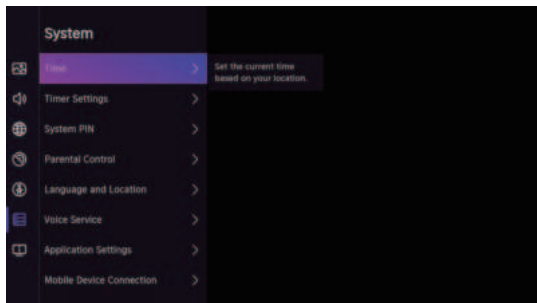 System
Time
Set the current time
based on your location.
Timer Settings
System PIN
Parental Control
Language and Location
Voice Service
Application Settings
Mobile Device Connection